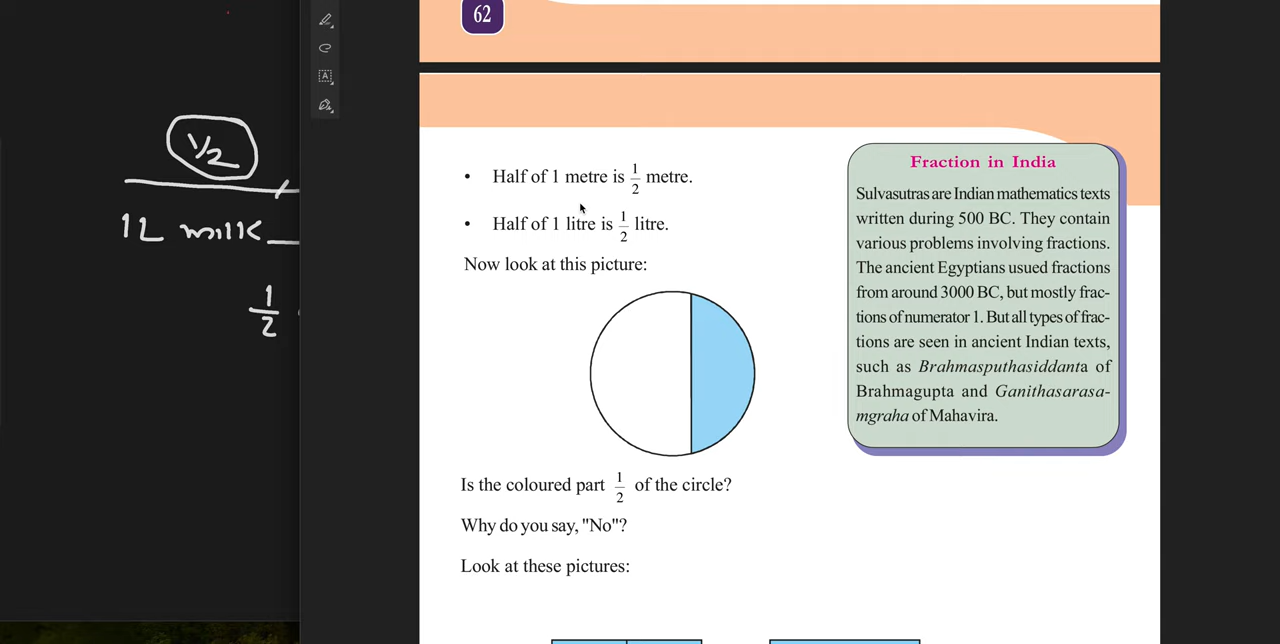 62
1/2
1L milk
1/2
• Half of 1 metre is 1/2 metre.
• Half of 1 litre is 1/2 litre.
Now look at this picture:
Is the coloured part 1/2 of the circle?
Why do you say, "No"?
Look at these pictures:
Fraction in India
Sulvasutras are Indian mathematics texts
written during 500 BC. They contain
various problems involving fractions.
The ancient Egyptians usued fractions
from around 3000 BC, but mostly frac-
tions of numerator 1. But all types of frac-
tions are seen in ancient Indian texts,
such as Brahmasputhasiddanta of
Brahmagupta and Ganithasarasa-
mgraha of Mahavira.